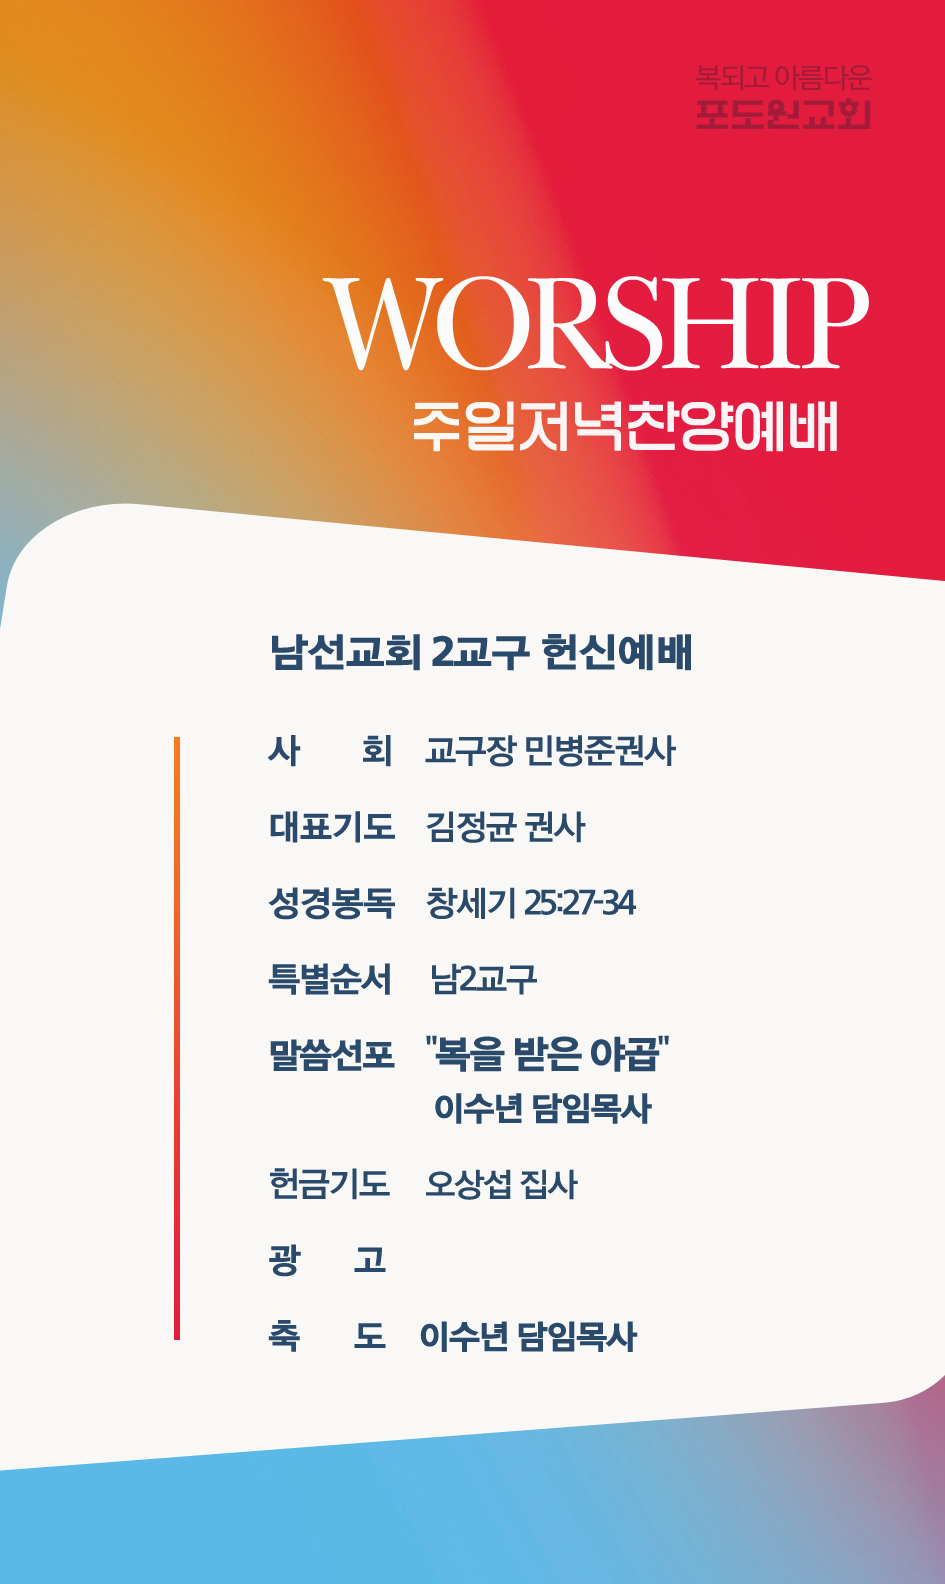 복되고 아름다운
포도원교회
WORSHIP
주일저녁찬양예배
남선교회 2교구 헌신예배
사 회 교구장 민병준권사
대표기도 김정균 권사
성경봉독 창세기 25:27-34
특별순서 남2교구
말씀선포 "복을 받은 야곱"
이수년 담임목사
헌금기도 오상섭 집사
광 고
축 도 이수년 담임목사